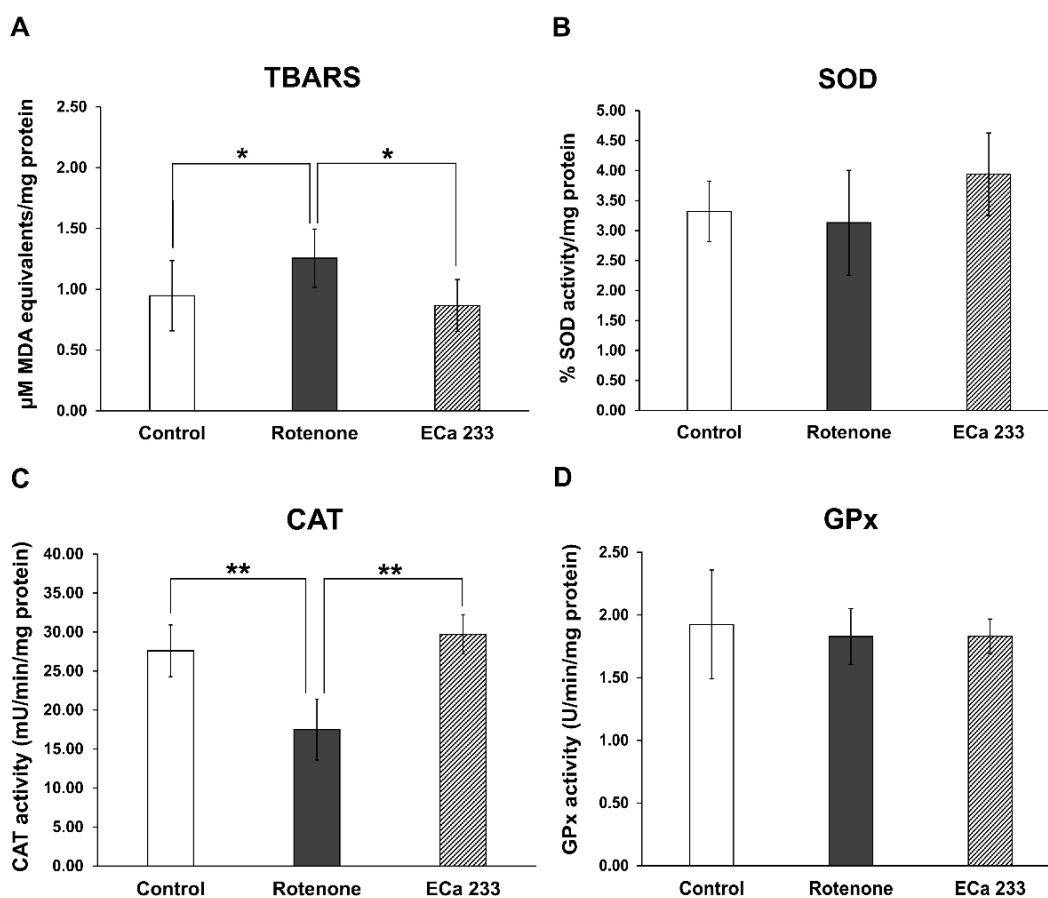 A
TBARS
µM MDA equivalents/mg protein
2.50
2.00
1.50
1.00
0.50
0.00
*
*
Control Rotenone ECa 233
B
SOD
% SOD activity/mg protein
5.00
4.50
4.00
3.50
3.00
2.50
2.00
1.50
1.00
0.50
0.00
Control Rotenone ECa 233
C
CAT
CAT activity (mU/min/mg protein)
40.00
35.00
30.00
25.00
20.00
15.00
10.00
5.00
0.00
**
**
Control Rotenone ECa 233
D
GPx
GPx activity (U/min/mg protein)
2.50
2.00
1.50
1.00
0.50
0.00
Control Rotenone ECa 233